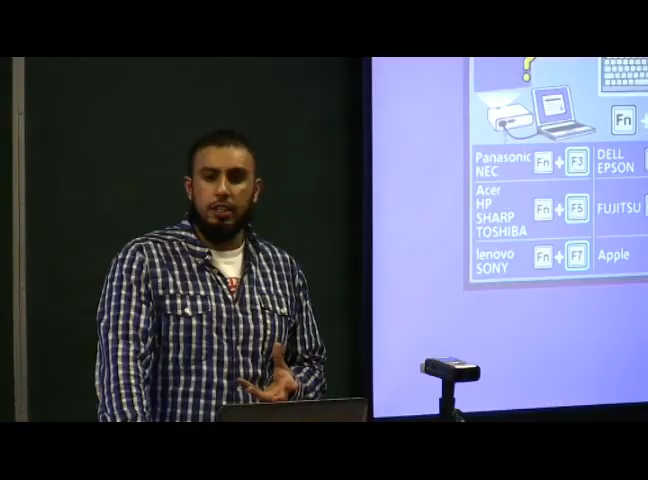 ?
Fn +
Panasonic
NEC
Fn + F3
DELL
EPSON
Acer
HP
SHARP
TOSHIBA
Fn + F5
FUJITSU
lenovo
SONY
Fn + F7
Apple